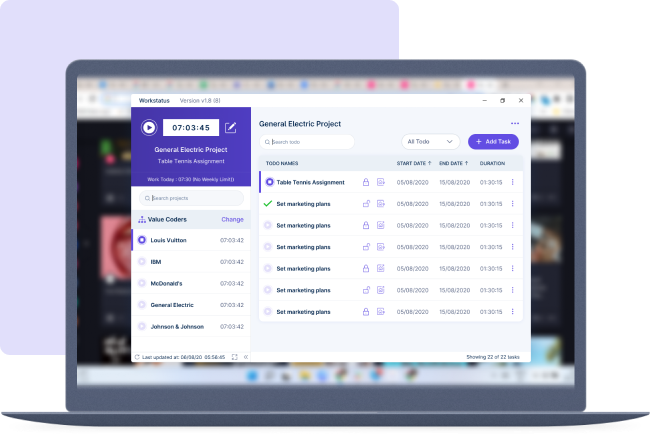 Workstatus Version v1.8 (8)
07:03:45
General Electric Project
Table Tennis Assignment
Work Today : 07:30 (No Weekly Limit))
Search projects
Value Coders Change
Louis Vuitton 07:03:42
IBM 07:03:42
McDonald's 07:03:42
General Electric 07:03:42
Johnson & Johnson 07:03:42
Last updated at: 06/08/20 05:56:45
General Electric Project
Search todo
All Todo
+ Add Task
TODO NAMES START DATE ↑ END DATE ↑ DURATION
Table Tennis Assignment 05/08/2020 15/08/2020 01:30:15
Set marketing plans 05/08/2020 15/08/2020 01:30:15
Set marketing plans 05/08/2020 15/08/2020 01:30:15
Set marketing plans 05/08/2020 15/08/2020 01:30:15
Set marketing plans 05/08/2020 15/08/2020 01:30:15
Set marketing plans 05/08/2020 15/08/2020 01:30:15
Set marketing plans 05/08/2020 15/08/2020 01:30:15
Showing 22 of 22 tasks